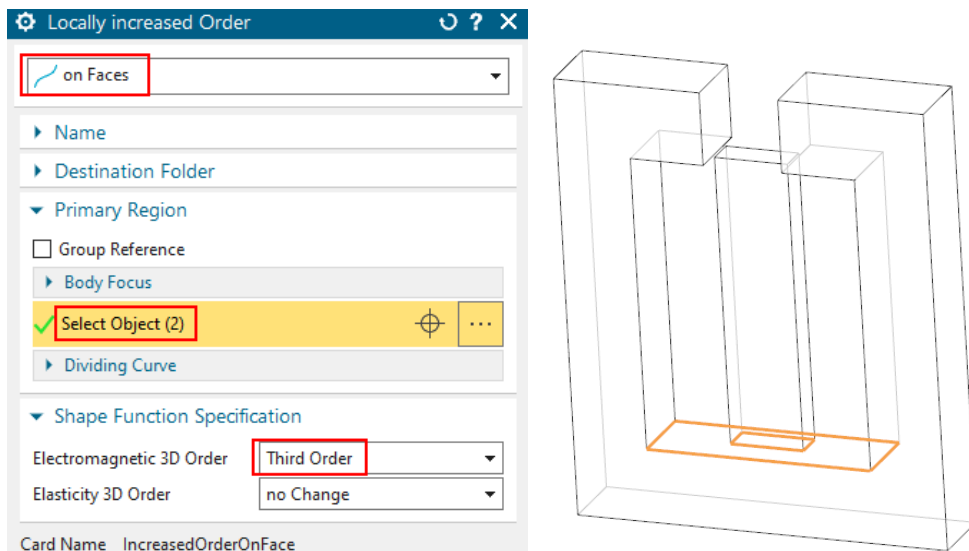 Locally increased Order
on Faces
Name
Destination Folder
Primary Region
Group Reference
Body Focus
Select Object (2)
Dividing Curve
Shape Function Specification
Electromagnetic 3D Order Third Order
Elasticity 3D Order no Change
Card Name IncreasedOrderOnFace